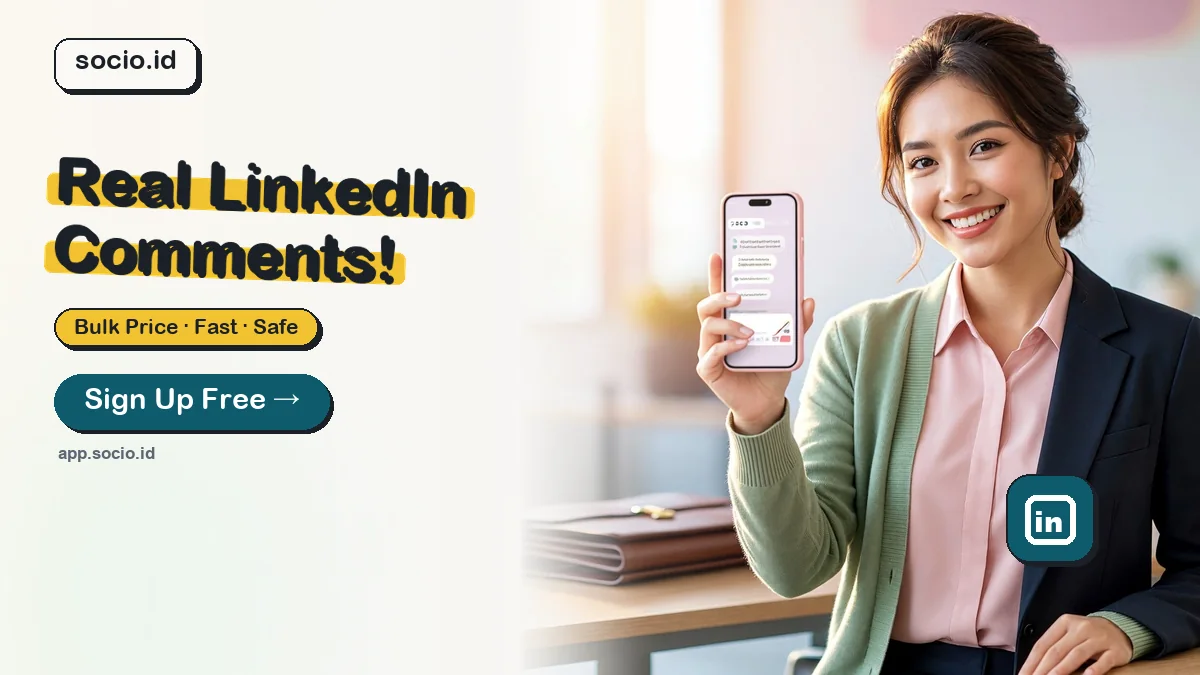 socio.id
Real LinkedIn
Comments!
Bulk Price · Fast · Safe
Sign Up Free →
app.socio.id
in